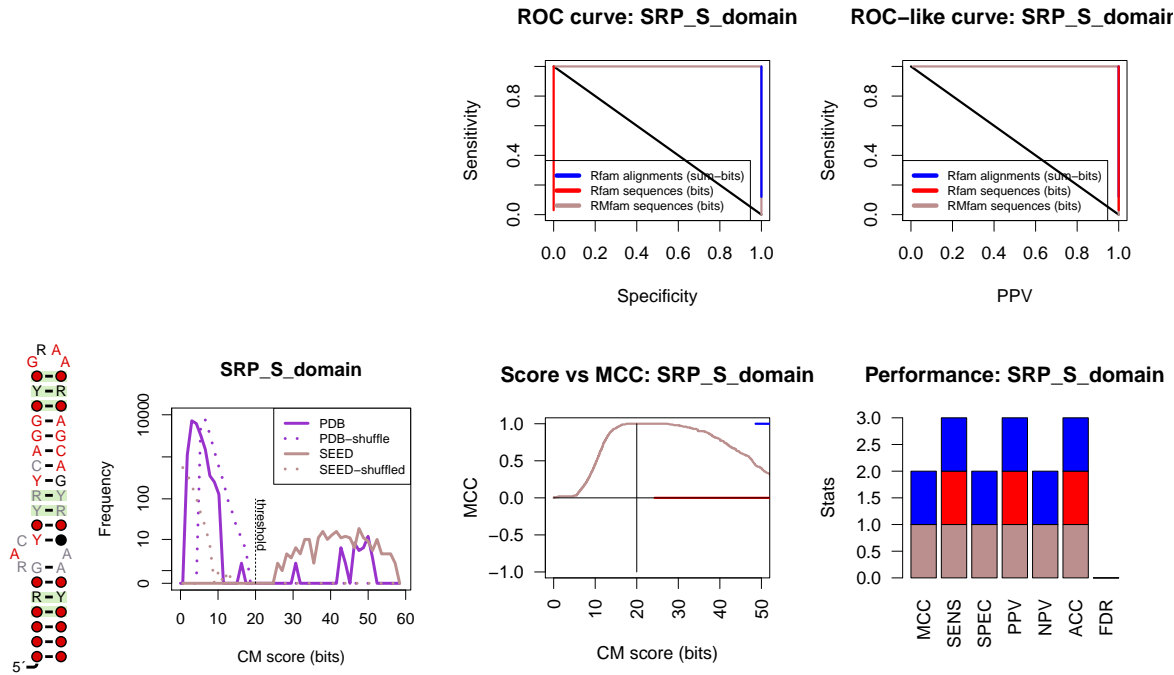 ROC curve: SRP_S_domain
Sensitivity
0.0 0.4 0.8
Rfam alignments (sum−bits)
Rfam sequences (bits)
RMfam sequences (bits)
0.0 0.2 0.4 0.6 0.8 1.0
Specificity
ROC−like curve: SRP_S_domain
Sensitivity
0.0 0.4 0.8
Rfam alignments (sum−bits)
Rfam sequences (bits)
RMfam sequences (bits)
0.0 0.2 0.4 0.6 0.8 1.0
PPV
R A
G A
Y R
G A
G G
A C
C A
Y G
R Y
Y R
C Y
A A
R G A
R Y
5´
SRP_S_domain
Frequency
0 10 100 10000
PDB
PDB−shuffle
SEED
SEED−shuffled
threshold
0 10 20 30 40 50 60
CM score (bits)
Score vs MCC: SRP_S_domain
MCC
−1.0 −0.5 0.0 0.5 1.0
0 10 20 30 40 50
CM score (bits)
Performance: SRP_S_domain
Stats
0.0 0.5 1.0 1.5 2.0 2.5 3.0
MCC SENS SPEC PPV NPV ACC FDR